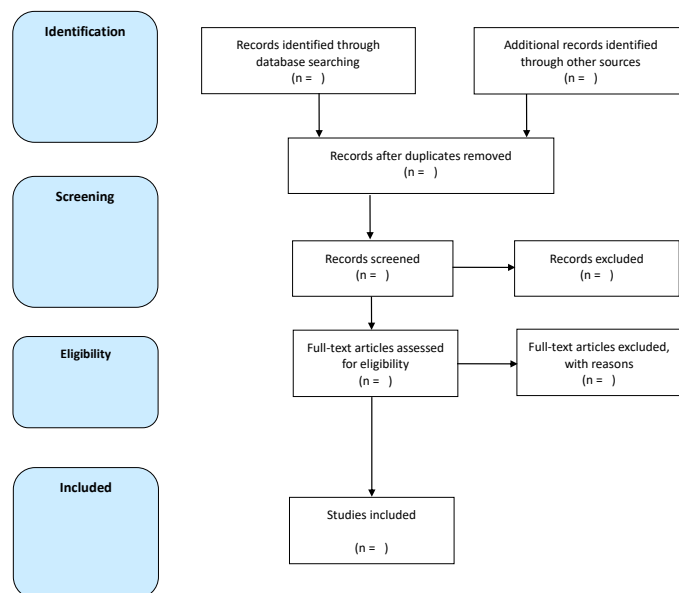 Identification
Records identified through
database searching
(n =   )
Additional records identified
through other sources
(n =   )
Records after duplicates removed
(n =   )
Screening
Records screened
(n =   )
Records excluded
(n =   )
Eligibility
Full-text articles assessed
for eligibility
(n =   )
Full-text articles excluded,
with reasons
(n =   )
Included
Studies included
(n =   )